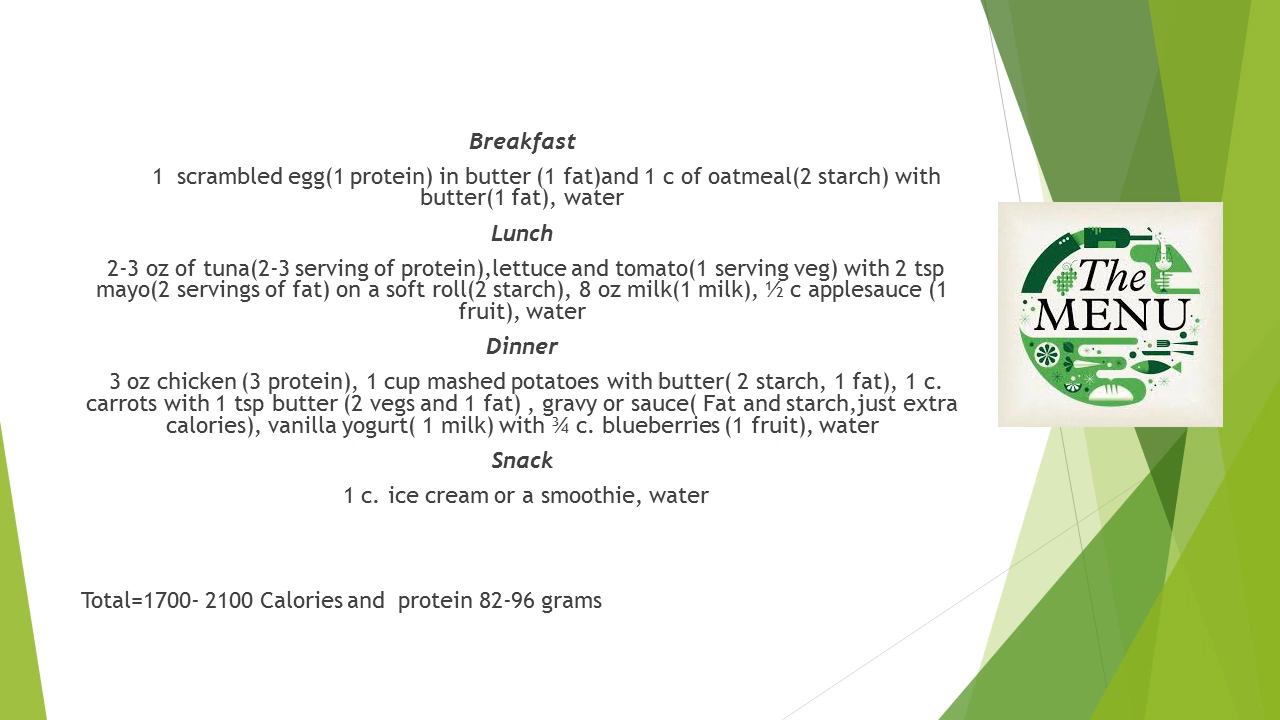 Breakfast
1  scrambled egg(1 protein) in butter (1 fat)and 1 c of oatmeal(2 starch) with
butter(1 fat), water
Lunch
2-3 oz of tuna(2-3 serving of protein),lettuce and tomato(1 serving veg) with 2 tsp
mayo(2 servings of fat) on a soft roll(2 starch), 8 oz milk(1 milk), ½ c applesauce (1
fruit), water
Dinner
3 oz chicken (3 protein), 1 cup mashed potatoes with butter( 2 starch, 1 fat), 1 c.
carrots with 1 tsp butter (2 vegs and 1 fat) , gravy or sauce( Fat and starch,just extra
calories), vanilla yogurt( 1 milk) with ¾ c. blueberries (1 fruit), water
Snack
1 c. ice cream or a smoothie, water
Total=1700- 2100 Calories and  protein 82-96 grams
The
MENU